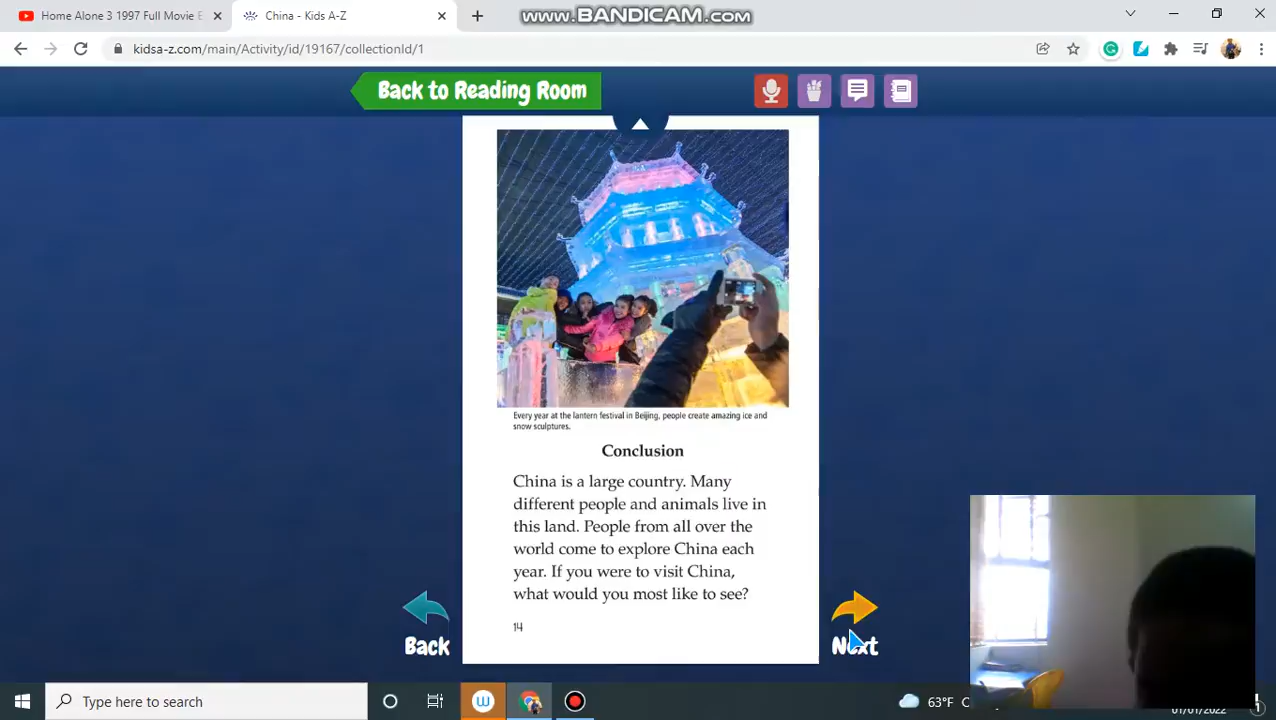 www.BANDICAM.com
Home Alone 3 1997 Full Movie E
China - Kids A-Z
kidsa-z.com/main/Activity/id/19167/collectionId/1
Back to Reading Room
Every year at the lantern festival in Beijing, people create amazing ice and
snow sculptures.
Conclusion
China is a large country. Many
different people and animals live in
this land. People from all over the
world come to explore China each
year. If you were to visit China,
what would you most like to see?
14
Back
Next
Type here to search
63°F
01/01/2022